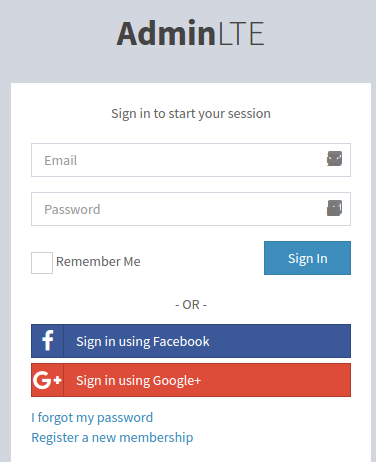 AdminLTE
Sign in to start your session
Email
Password
Remember Me
Sign In
- OR -
f Sign in using Facebook
G+ Sign in using Google+
I forgot my password
Register a new membership